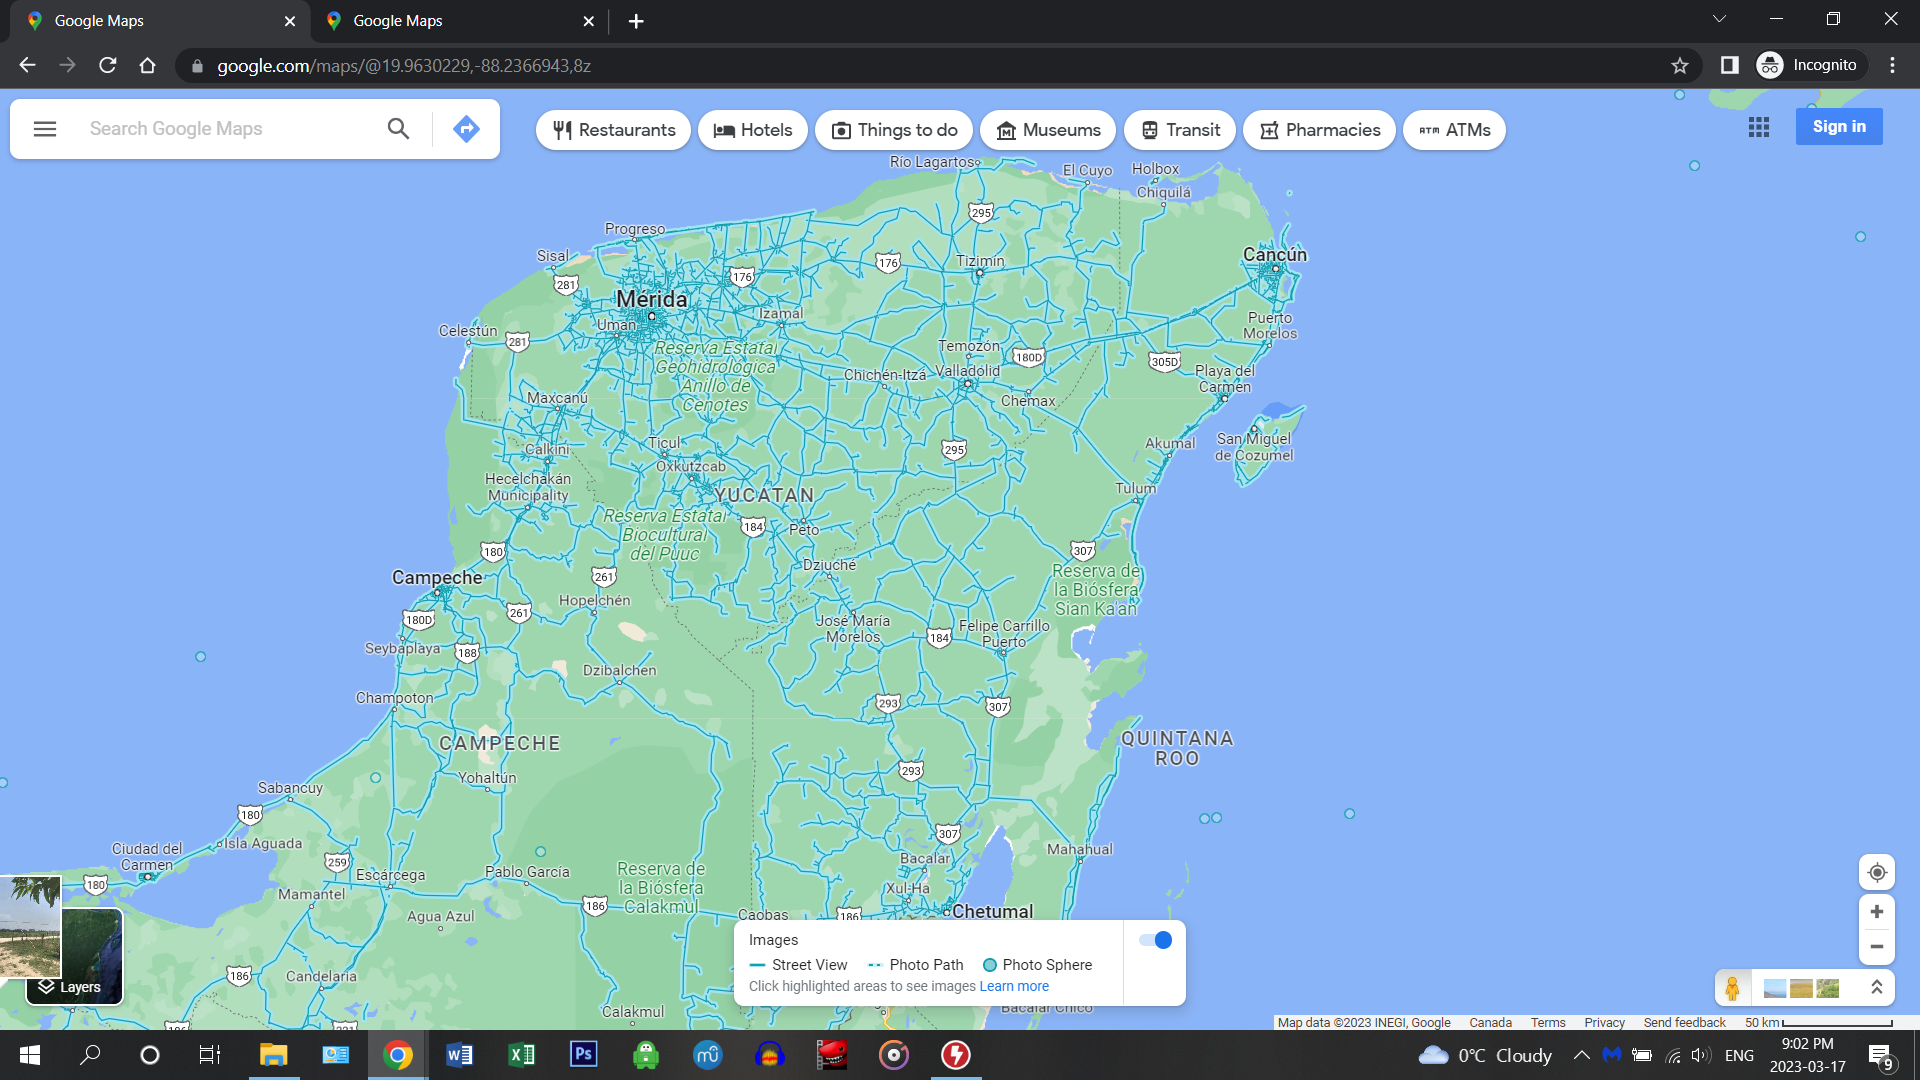 Google Maps
Google Maps
google.com/maps/@19.9630229,-88.2366943,8z
Incognito
Search Google Maps
Restaurants
Hotels
Things to do
Museums
Transit
Pharmacies
ATM
ATMs
Sign in
Río Lagartos
El Cuyo
Holbox
Chiquilá
295
Progreso
Sisal
176
176
Tizimín
Cancún
281
Mérida
Izamal
Uman
Celestún
281
Puerto
Morelos
Reserva Estatal
Geohidrológica
Anillo de
Cenotes
Temozón
180D
305D
Chichén-Itzá
Valladolid
Playa del
Carmen
Maxcanú
Chemax
Ticul
Calkiní
Oxkutzcab
295
Akumal
San Miguel
de Cozumel
Hecelchakán
Municipality
YUCATAN
Tulum
Reserva Estatal
Biocultural
del Puuc
184
Peto
180
307
Campeche
261
Dziuché
Reserva de
la Biósfera
Sian Ka'an
Hopelchén
180D
261
José María
Morelos
184
Felipe Carrillo
Puerto
Seybaplaya
188
Dzibalchen
Champoton
293
307
CAMPECHE
QUINTANA
ROO
293
Yohaltún
Sabancuy
180
307
Isla Aguada
Ciudad del
Carmen
259
Mahahual
Bacalar
Escárcega
Pablo García
Reserva de
la Biósfera
Calakmul
180
Xul-Ha
Mamantel
186
Agua Azul
Caobas
186
Chetumal
186
Candelaria
Calakmul
Bacalar Chico
Layers
Images
Street View
Photo Path
Photo Sphere
Click highlighted areas to see images Learn more
Map data ©2023 INEGI, Google
Canada
Terms
Privacy
Send feedback
50 km
0°C Cloudy
ENG
9:02 PM
2023-03-17
9